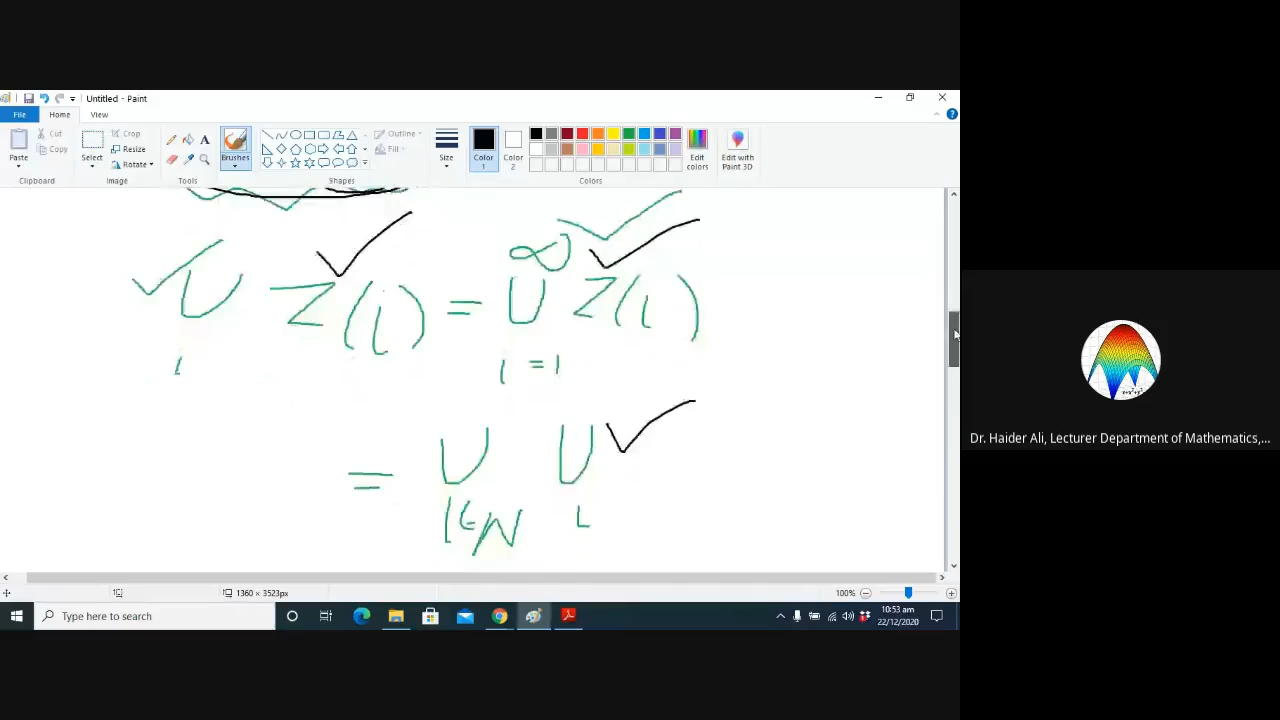 Untitled - Paint
File Home View
Paste
Cut
Copy
Clipboard
Select
Crop
Resize
Rotate
Image
Tools
Brushes
Outline
Fill
Shapes
Size
Color 1
Color 2
Edit colors
Edit with Paint 3D
Colors
∞
U Z(i) = U Z(i)
i i = 1
= U U
i∈N i
1360 × 3523px
100%
Type here to search
10:53 am
22/12/2020
Dr. Haider Ali, Lecturer Department of Mathematics,...